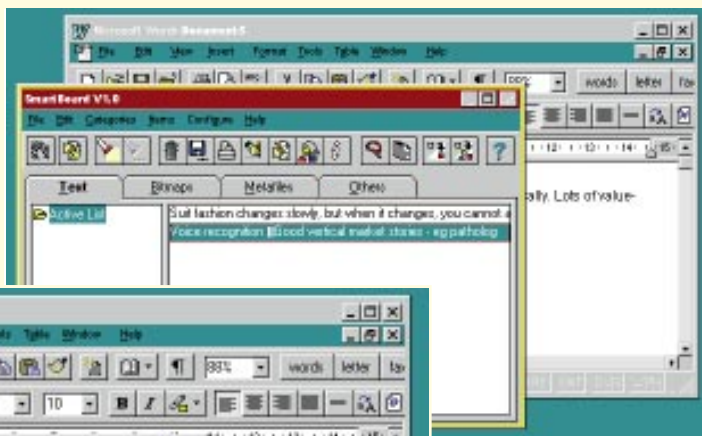 Microsoft Word - Document5
File Edit View Insert Format Tools Table Window Help
88% words letter fax
SmartBoard V1.0
File Edit Categories Items Configure Help
Text Bitmaps Metafiles Others
Active List
Suit fashion changes slowly, but when it changes, you cannot a
Voice recognition Good vertical market stories - eg patholog
ally. Lots of value-
Table Window Help
88% words letter fax
10 B I